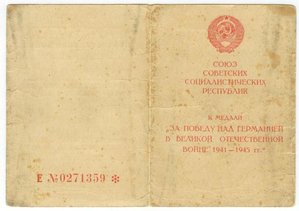 СОЮЗ
СОВЕТСКИХ
СОЦИАЛИСТИЧЕСКИХ
РЕСПУБЛИК
К МЕДАЛИ
„ЗА ПОБЕДУ НАД ГЕРМАНИЕЙ
В ВЕЛИКОЙ ОТЕЧЕСТВЕННОЙ
ВОЙНЕ 1941—1945 гг."
Е №0271359 *